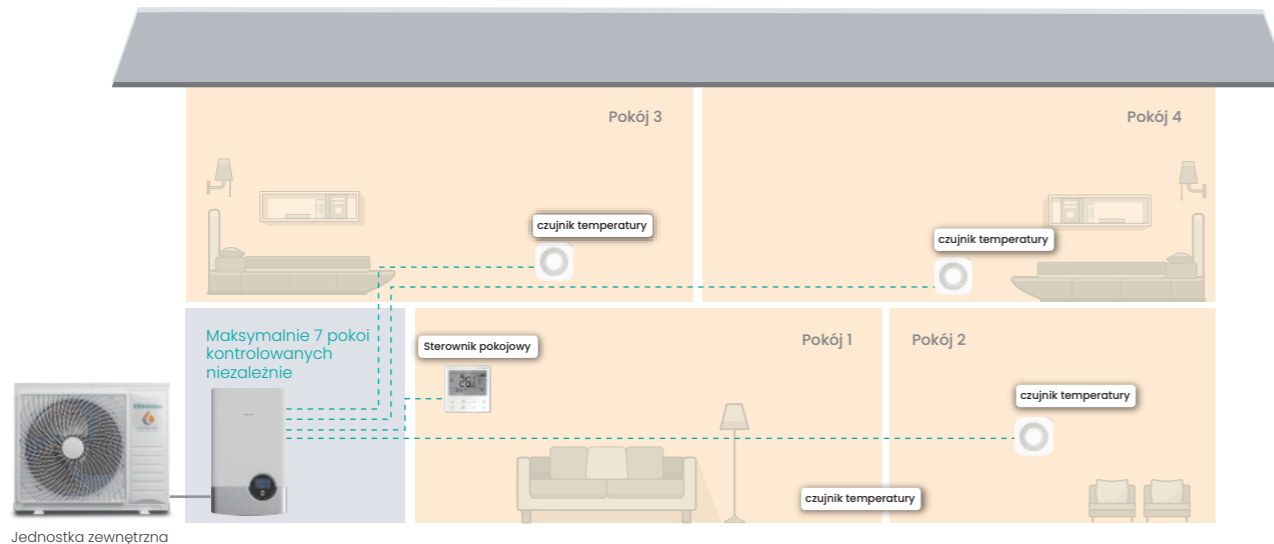 Pokój 3
Pokój 4
czujnik temperatury
czujnik temperatury
Maksymalnie 7 pokoi
kontrolowanych
niezależnie
Sterownik pokojowy
Pokój 1
Pokój 2
czujnik temperatury
czujnik temperatury
Hisense
Jednostka zewnętrzna